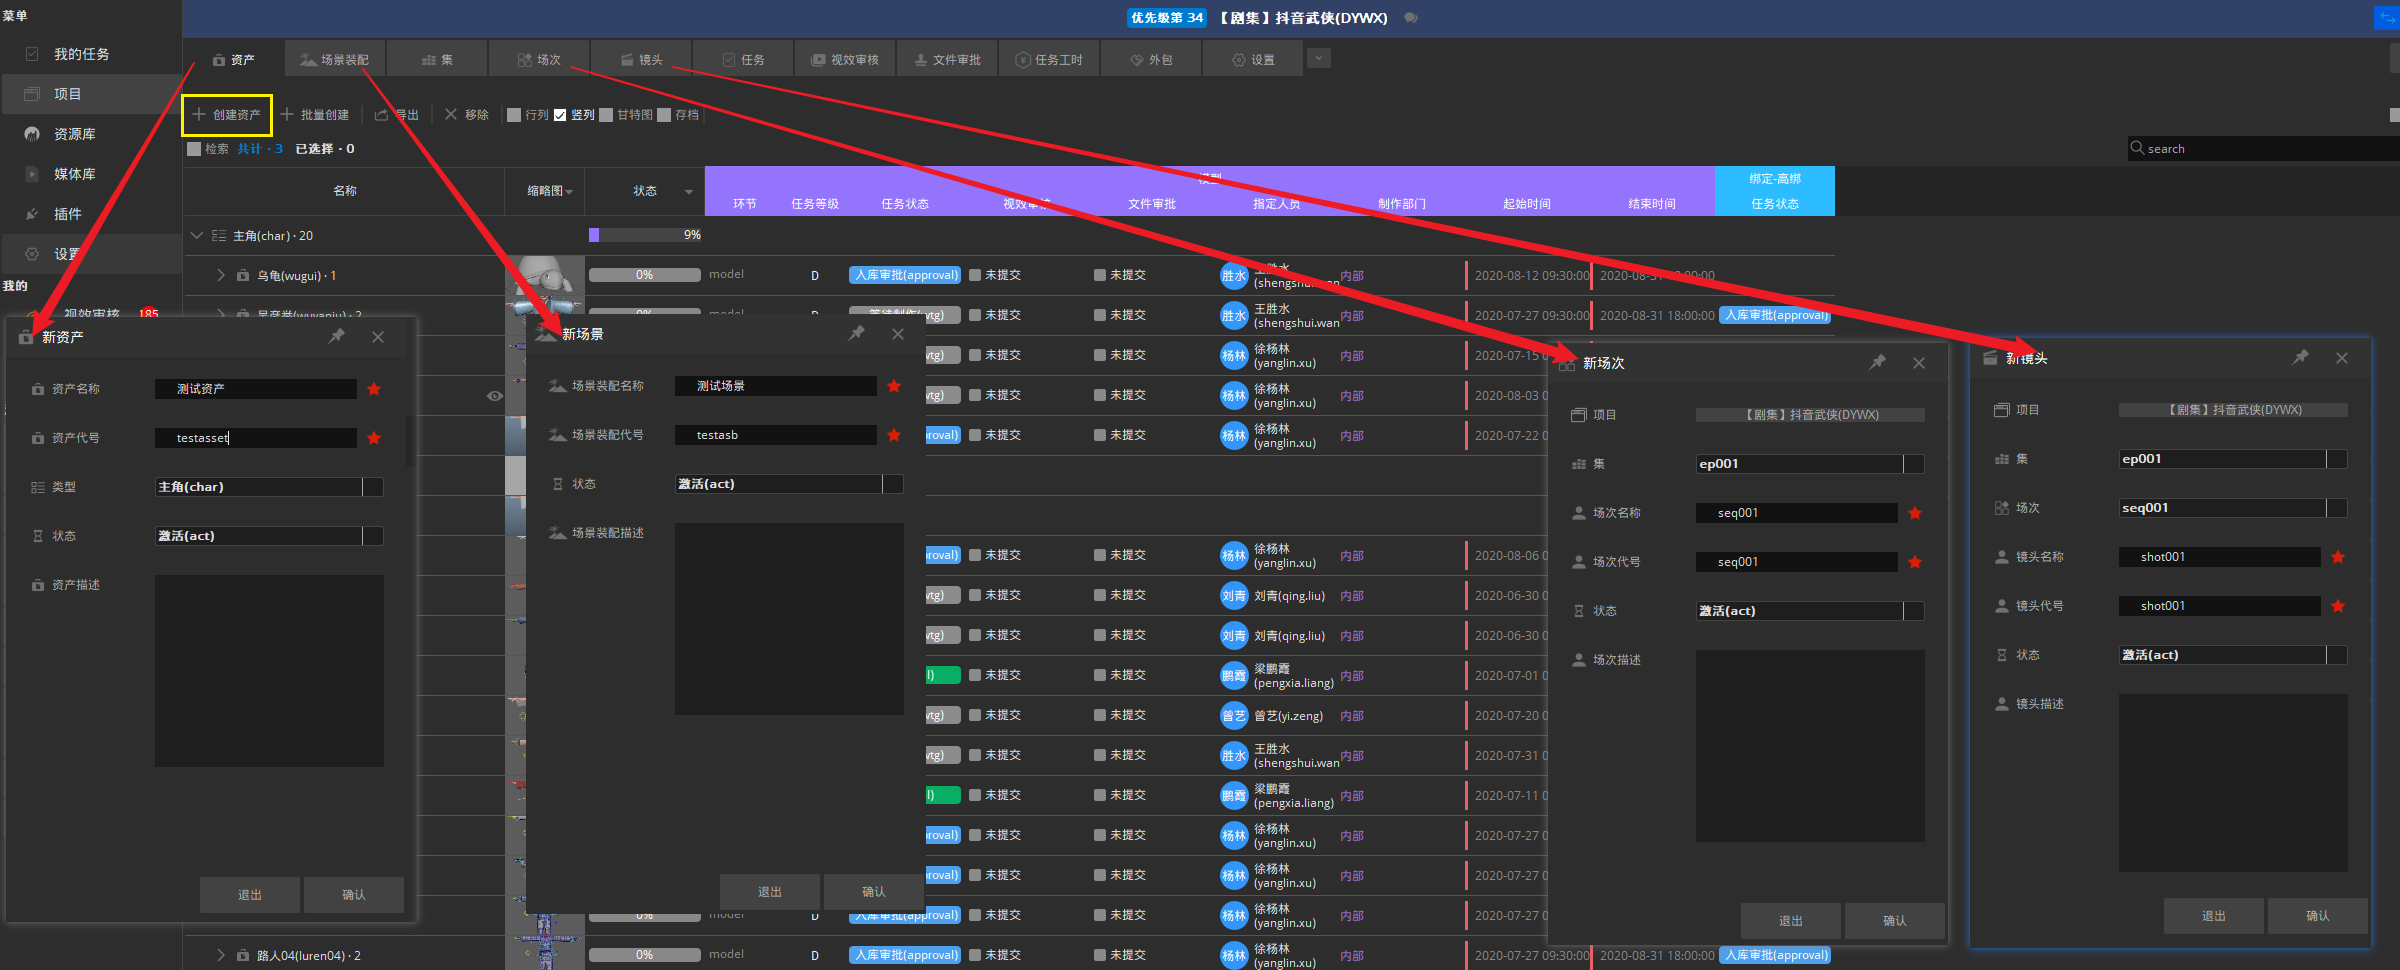 菜单
优先级第 34 【剧集】抖音武侠(DYWX)
我的任务
项目
资源库
媒体库
插件
设置
我的
视效审核 185
资产 场景装配 集 场次 镜头 任务 视效审核 文件审批 任务工时 外包 设置
创建资产 批量创建 导出 移除 行列 竖列 甘特图 存档
检索 共计 · 3 已选择 · 0
search
名称 缩略图 状态
模型 绑定-高绑
环节 任务等级 任务状态 视效审核 文件审批 指定人员 制作部门 起始时间 结束时间 任务状态
主角(char) · 20 9%
乌龟(wugui) · 1 0% model D 入库审批(approval) 未提交 未提交 胜水 王胜水 (shengshui.wan 内部 2020-08-12 09:30:00
0% model 未提交 未提交 胜水 王胜水 (shengshui.wan 内部 2020-07-27 09:30:00 2020-08-31 18:00:00 入库审批(approval)
未提交 未提交 杨林 徐杨林 (yanglin.xu) 内部 2020-07-15
未提交 未提交 杨林 徐杨林 (yanglin.xu) 内部 2020-08-03
未提交 未提交 杨林 徐杨林 (yanglin.xu) 内部 2020-07-22
未提交 未提交 杨林 徐杨林 (yanglin.xu) 内部 2020-08-06
未提交 未提交 刘青 刘青(qing.liu) 内部 2020-06-30
未提交 未提交 刘青 刘青(qing.liu) 内部 2020-06-30
未提交 未提交 鹏霞 梁鹏霞 (pengxia.liang) 内部 2020-07-01
未提交 未提交 曾艺 曾艺(yi.zeng) 内部 2020-07-20
未提交 未提交 胜水 王胜水 (shengshui.wan 内部 2020-07-31
未提交 未提交 鹏霞 梁鹏霞 (pengxia.liang) 内部 2020-07-11
未提交 未提交 杨林 徐杨林 (yanglin.xu) 内部 2020-07-27
未提交 未提交 杨林 徐杨林 (yanglin.xu) 内部 2020-07-27
0% model D 入库审批(approval) 未提交 未提交 杨林 徐杨林 (yanglin.xu) 内部 2020-07-27
路人04(luren04) · 2 0% model D 入库审批(approval) 未提交 未提交 杨林 徐杨林 (yanglin.xu) 内部 2020-07-27 09:30:00 2020-08-31 18:00:00 入库审批(approval)
新资产
资产名称 测试资产
资产代号 testasset
类型 主角(char)
状态 激活(act)
资产描述
退出 确认
新场景
场景装配名称 测试场景
场景装配代号 testasb
状态 激活(act)
场景装配描述
退出 确认
新场次
项目 【剧集】抖音武侠(DYWX)
集 ep001
场次名称 seq001
场次代号 seq001
状态 激活(act)
场次描述
退出 确认
新镜头
项目 【剧集】抖音武侠(DYWX)
集 ep001
场次 seq001
镜头名称 shot001
镜头代号 shot001
状态 激活(act)
镜头描述
退出 确认